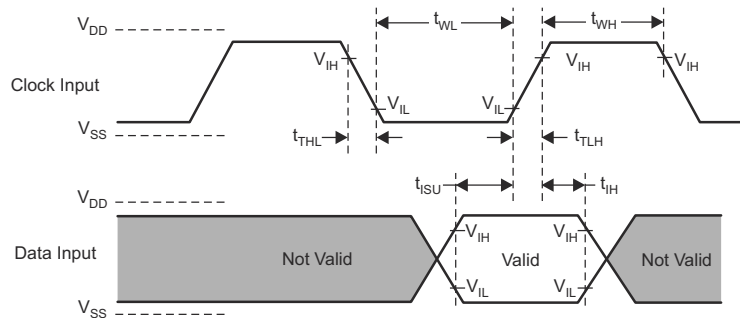 V_DD
t_WL
t_WH
Clock Input
V_IH
V_IH
V_IH
V_IL
V_IL
V_SS
t_THL
t_TLH
V_DD
t_ISU
t_IH
Data Input
Not Valid
V_IH
V_IL
Valid
V_IH
V_IL
Not Valid
V_SS